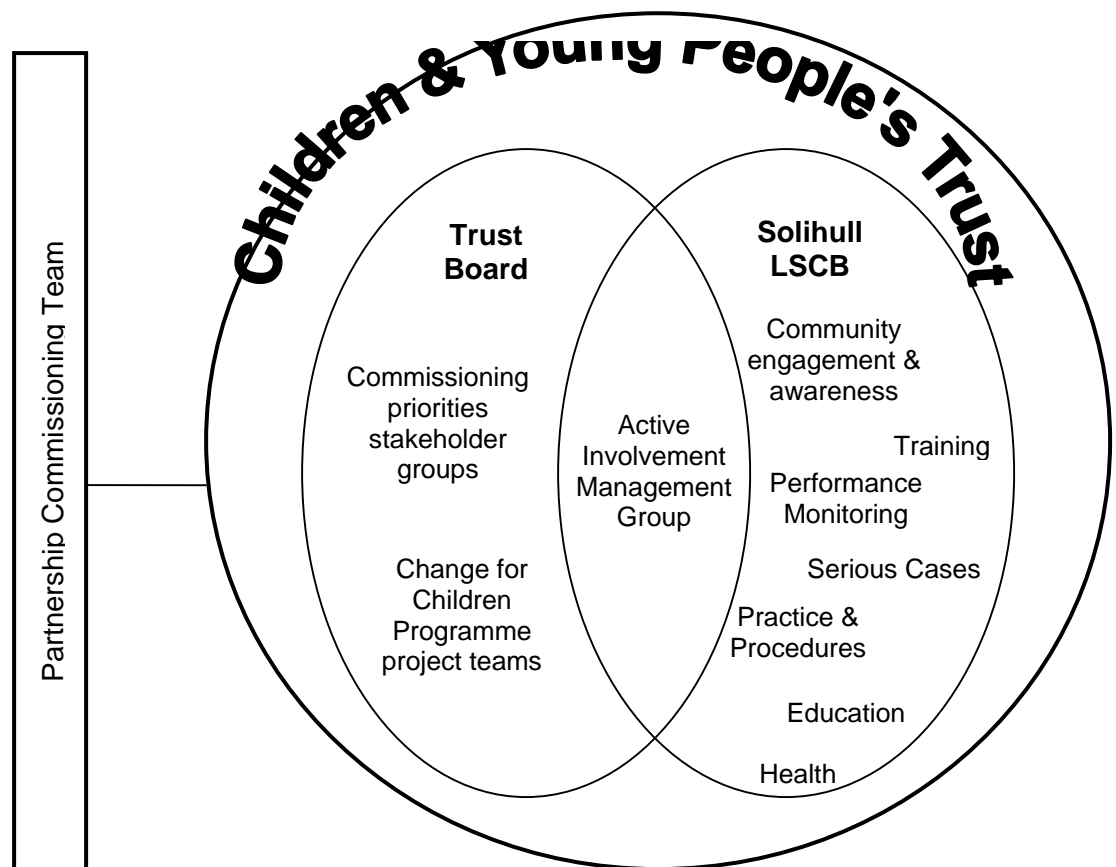 Children & Young People's Trust
Partnership Commissioning Team
Trust
Board
Commissioning
priorities
stakeholder
groups
Change for
Children
Programme
project teams
Active
Involvement
Management
Group
Solihull
LSCB
Community
engagement &
awareness
Training
Performance
Monitoring
Serious Cases
Practice &
Procedures
Education
Health